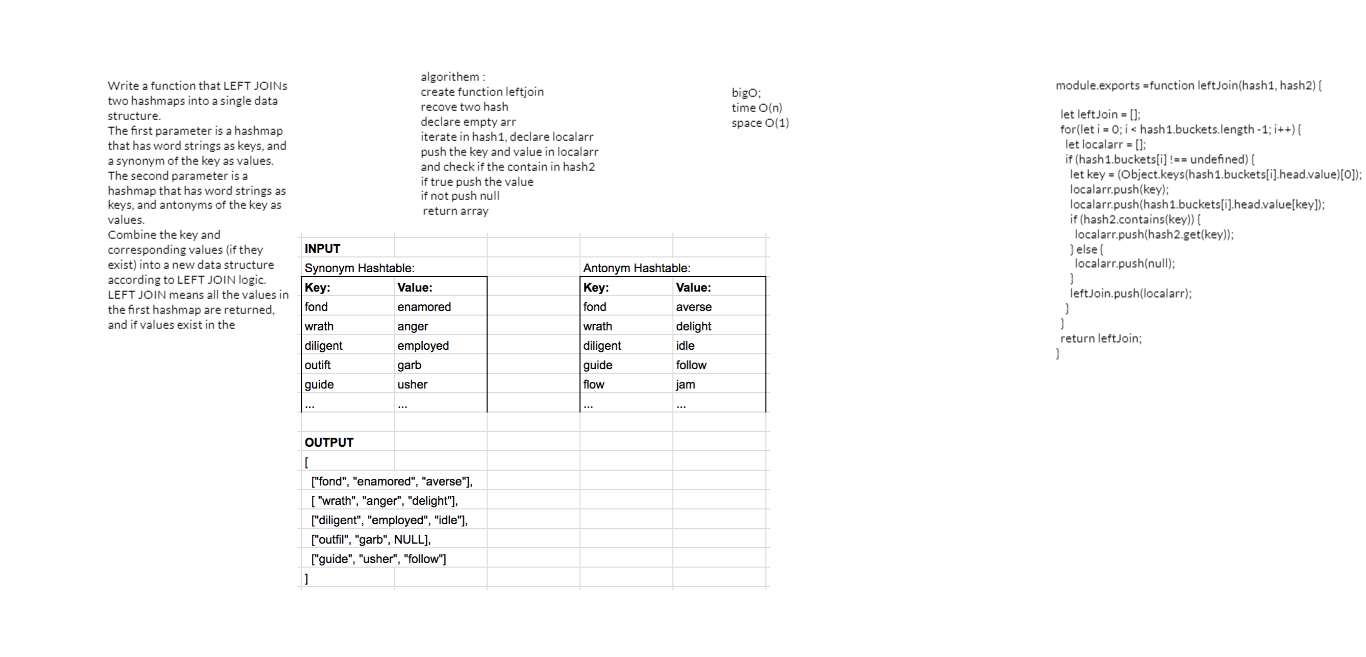 Write a function that LEFT JOINs
two hashmaps into a single data
structure.
The first parameter is a hashmap
that has word strings as keys, and
a synonym of the key as values.
The second parameter is a
hashmap that has word strings as
keys, and antonyms of the key as
values.
Combine the key and
corresponding values (if they
exist) into a new data structure
according to LEFT JOIN logic.
LEFT JOIN means all the values in
the first hashmap are returned,
and if values exist in the
algorithem :
create function leftjoin
recove two hash
declare empty arr
iterate in hash1, declare localarr
push the key and value in localarr
and check if the contain in hash2
if true push the value
if not push null
return array
bigO;
time O(n)
space O(1)
INPUT
Synonym Hashtable: Antonym Hashtable:
Key: Value: Key: Value:
fond enamored fond averse
wrath anger wrath delight
diligent employed diligent idle
outift garb guide follow
guide usher flow jam
... ... ... ...
OUTPUT
[
["fond", "enamored", "averse"],
[ "wrath", "anger", "delight"],
["diligent", "employed", "idle"],
["outfil", "garb", NULL],
["guide", "usher", "follow"]
]
module.exports =function leftJoin(hash1, hash2) {
let leftJoin = [];
for(let i = 0; i < hash1.buckets.length -1; i++) {
let localarr = [];
if (hash1.buckets[i] !== undefined) {
let key = (Object.keys(hash1.buckets[i].head.value)[0]);
localarr.push(key);
localarr.push(hash1.buckets[i].head.value[key]);
if (hash2.contains(key)) {
localarr.push(hash2.get(key));
} else {
localarr.push(null);
}
leftJoin.push(localarr);
}
}
return leftJoin;
}